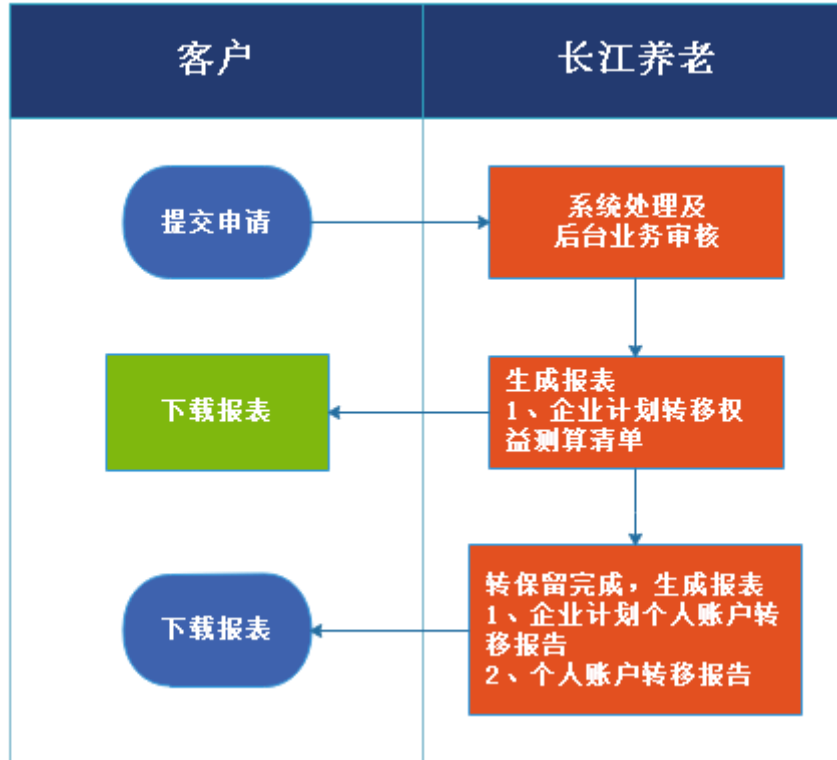 客户
长江养老
提交申请
系统处理及
后台业务审核
下载报表
生成报表
1、企业计划转移权
益测算清单
下载报表
转保留完成，生成报表
1、企业计划个人账户转
移报告
2、个人账户转移报告